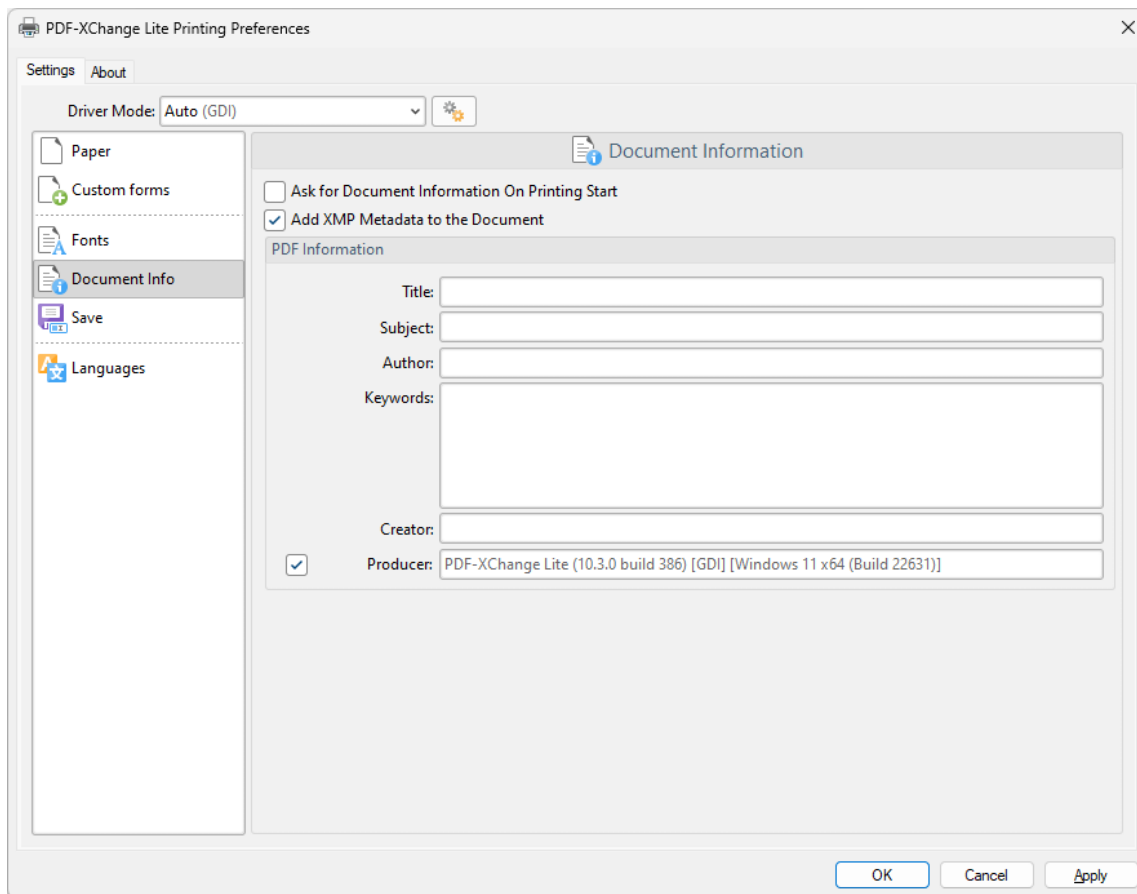 PDF-XChange Lite Printing Preferences
Settings
About
Driver Mode: Auto (GDI)
Paper
Custom forms
Fonts
Document Info
Save
Languages
Document Information
Ask for Document Information On Printing Start
Add XMP Metadata to the Document
PDF Information
Title:
Subject:
Author:
Keywords:
Creator:
Producer: PDF-XChange Lite (10.3.0 build 386) [GDI] [Windows 11 x64 (Build 22631)]
OK
Cancel
Apply